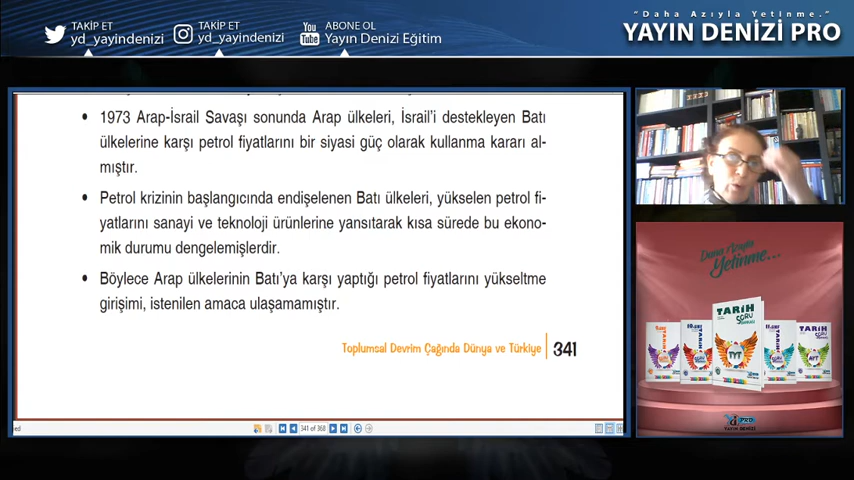 TAKİP ET
yd_yayindenizi
TAKİP ET
yd_yayindenizi
You
Tube
ABONE OL
Yayın Denizi Eğitim
"Daha Azıyla Yetinme."
YAYIN DENİZİ PRO
• 1973 Arap-İsrail Savaşı sonunda Arap ülkeleri, İsrail'i destekleyen Batı
ülkelerine karşı petrol fiyatlarını bir siyasi güç olarak kullanma kararı al-
mıştır.
• Petrol krizinin başlangıcında endişelenen Batı ülkeleri, yükselen petrol fi-
yatlarını sanayi ve teknoloji ürünlerine yansıtarak kısa sürede bu ekono-
mik durumu dengelemişlerdir.
• Böylece Arap ülkelerinin Batı'ya karşı yaptığı petrol fiyatlarını yükseltme
girişimi, istenilen amaca ulaşamamıştır.
Toplumsal Devrim Çağında Dünya ve Türkiye 341
341 of 368
Daha Azıyla
Yetinme...
TARİH
SORU
TYT
TARİH
AYT
PRO
YAYIN DENİZİ